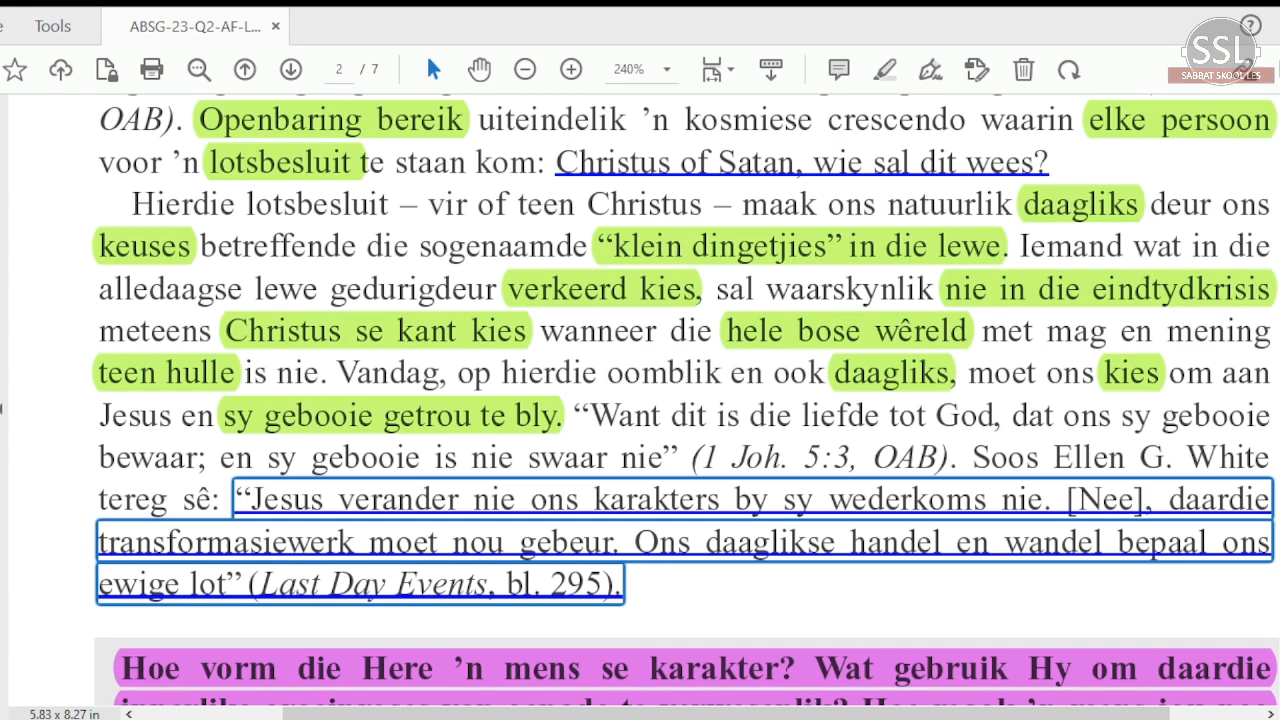 Tools
ABSG-23-Q2-AF-L... ×
SSL
SABBAT SKOOL LES
2 / 7
240%
OAB). Openbaring bereik uiteindelik ’n kosmiese crescendo waarin elke persoon
voor ’n lotsbesluit te staan kom: Christus of Satan, wie sal dit wees?
Hierdie lotsbesluit – vir of teen Christus – maak ons natuurlik daagliks deur ons
keuses betreffende die sogenaamde “klein dingetjies” in die lewe. Iemand wat in die
alledaagse lewe gedurigdeur verkeerd kies, sal waarskynlik nie in die eindtydkrisis
meteens Christus se kant kies wanneer die hele bose wêreld met mag en mening
teen hulle is nie. Vandag, op hierdie oomblik en ook daagliks, moet ons kies om aan
Jesus en sy gebooie getrou te bly. “Want dit is die liefde tot God, dat ons sy gebooie
bewaar; en sy gebooie is nie swaar nie” (1 Joh. 5:3, OAB). Soos Ellen G. White
tereg sê: “Jesus verander nie ons karakters by sy wederkoms nie. [Nee], daardie
transformasiewerk moet nou gebeur. Ons daaglikse handel en wandel bepaal ons
ewige lot” (Last Day Events, bl. 295).
Hoe vorm die Here ’n mens se karakter? Wat gebruik Hy om daardie
5.83 x 8.27 in